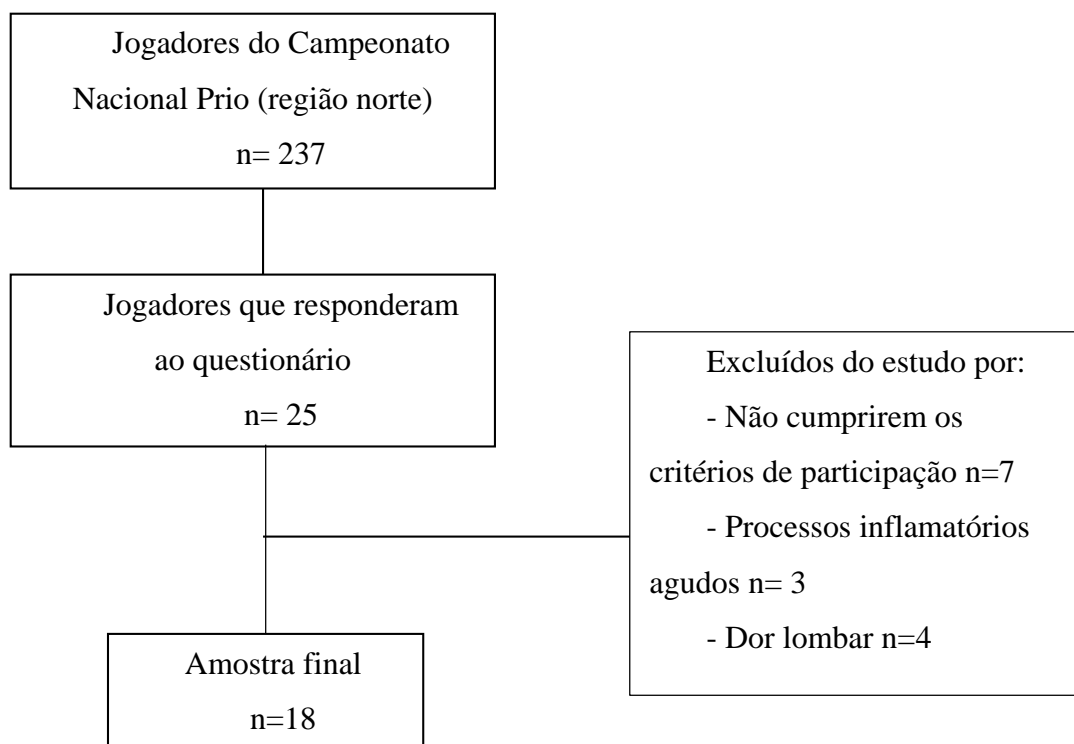 Jogadores do Campeonato
Nacional Prio (região norte)
n= 237
Jogadores que responderam
ao questionário
n= 25
Excluídos do estudo por:
- Não cumprirem os
critérios de participação n=7
- Processos inflamatórios
agudos n= 3
- Dor lombar n=4
Amostra final
n=18